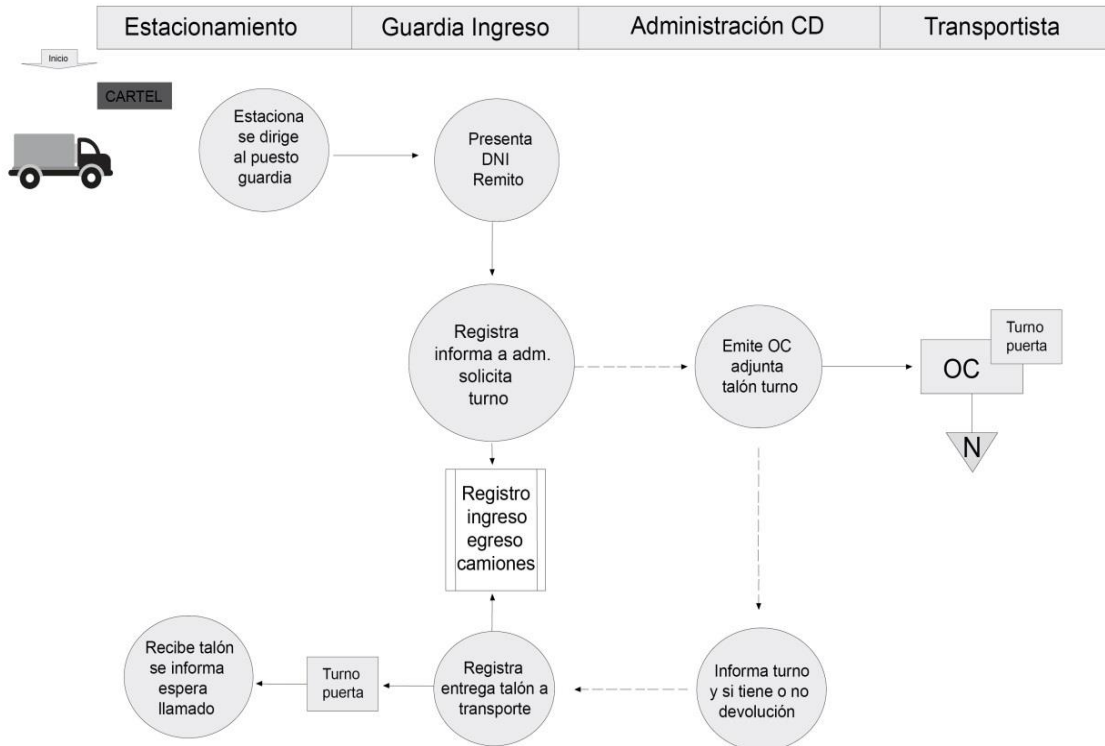 Estacionamiento
Guardia Ingreso
Administración CD
Transportista
Inicio
CARTEL
Estaciona
se dirige
al puesto
guardia
Presenta
DNI
Remito
Registra
informa a adm.
solicita
turno
Emite OC
adjunta
talón turno
Turno
puerta
OC
N
Registro
ingreso
egreso
camiones
Recibe talón
se informa
espera
llamado
Turno
puerta
Registra
entrega talón a
transporte
Informa turno
y si tiene o no
devolución